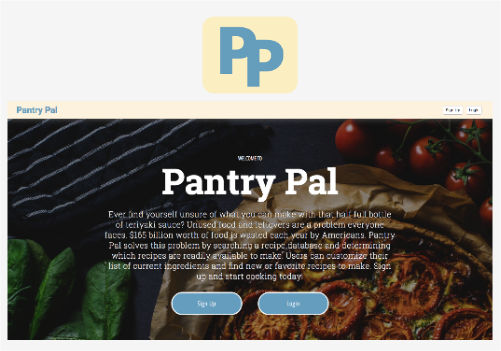 PP
Pantry Pal
Sign Up
Login
WELCOME TO
Pantry Pal
Ever find yourself unsure of what you can make with that half full bottle
of teriyaki sauce? Unused food and leftovers are a problem everyone
faces. $165 billion worth of food is wasted each year by Americans. Pantry
Pal solves this problem by searching a recipe database and determining
which recipes are readily available to make. Users can customize their
list of current ingredients and find new or favorite recipes to make. Sign
up and start cooking today.
Sign Up
Login